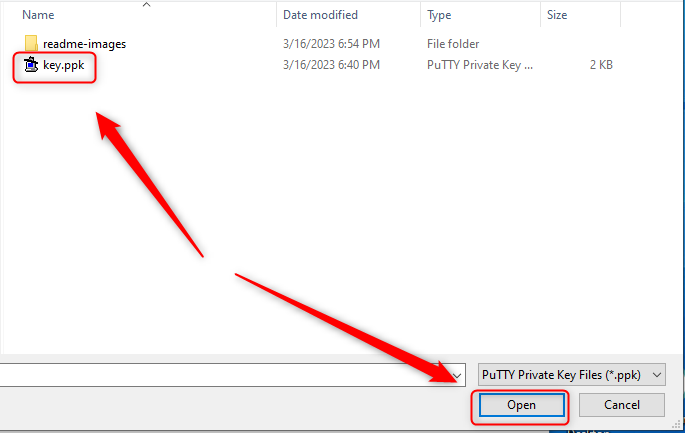 Name Date modified Type Size
readme-images 3/16/2023 6:54 PM File folder
key.ppk 3/16/2023 6:40 PM PuTTY Private Key ... 2 KB
PuTTY Private Key Files (*.ppk)
Open Cancel